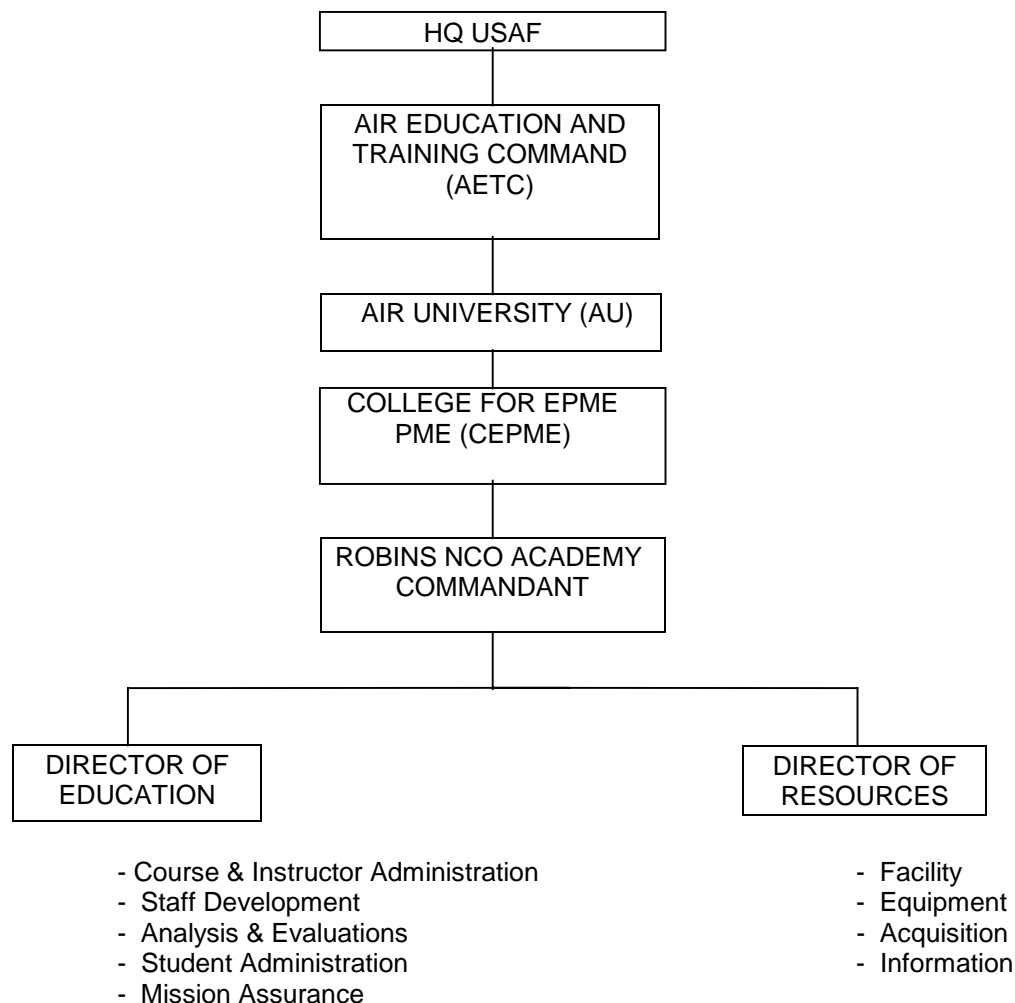 HQ USAF
AIR EDUCATION AND
TRAINING COMMAND
(AETC)
AIR UNIVERSITY (AU)
COLLEGE FOR EPME
PME (CEPME)
ROBINS NCO ACADEMY
COMMANDANT
DIRECTOR OF
EDUCATION
- Course & Instructor Administration
- Staff Development
- Analysis & Evaluations
- Student Administration
- Mission Assurance
DIRECTOR OF
RESOURCES
- Facility
- Equipment
- Acquisition
- Information